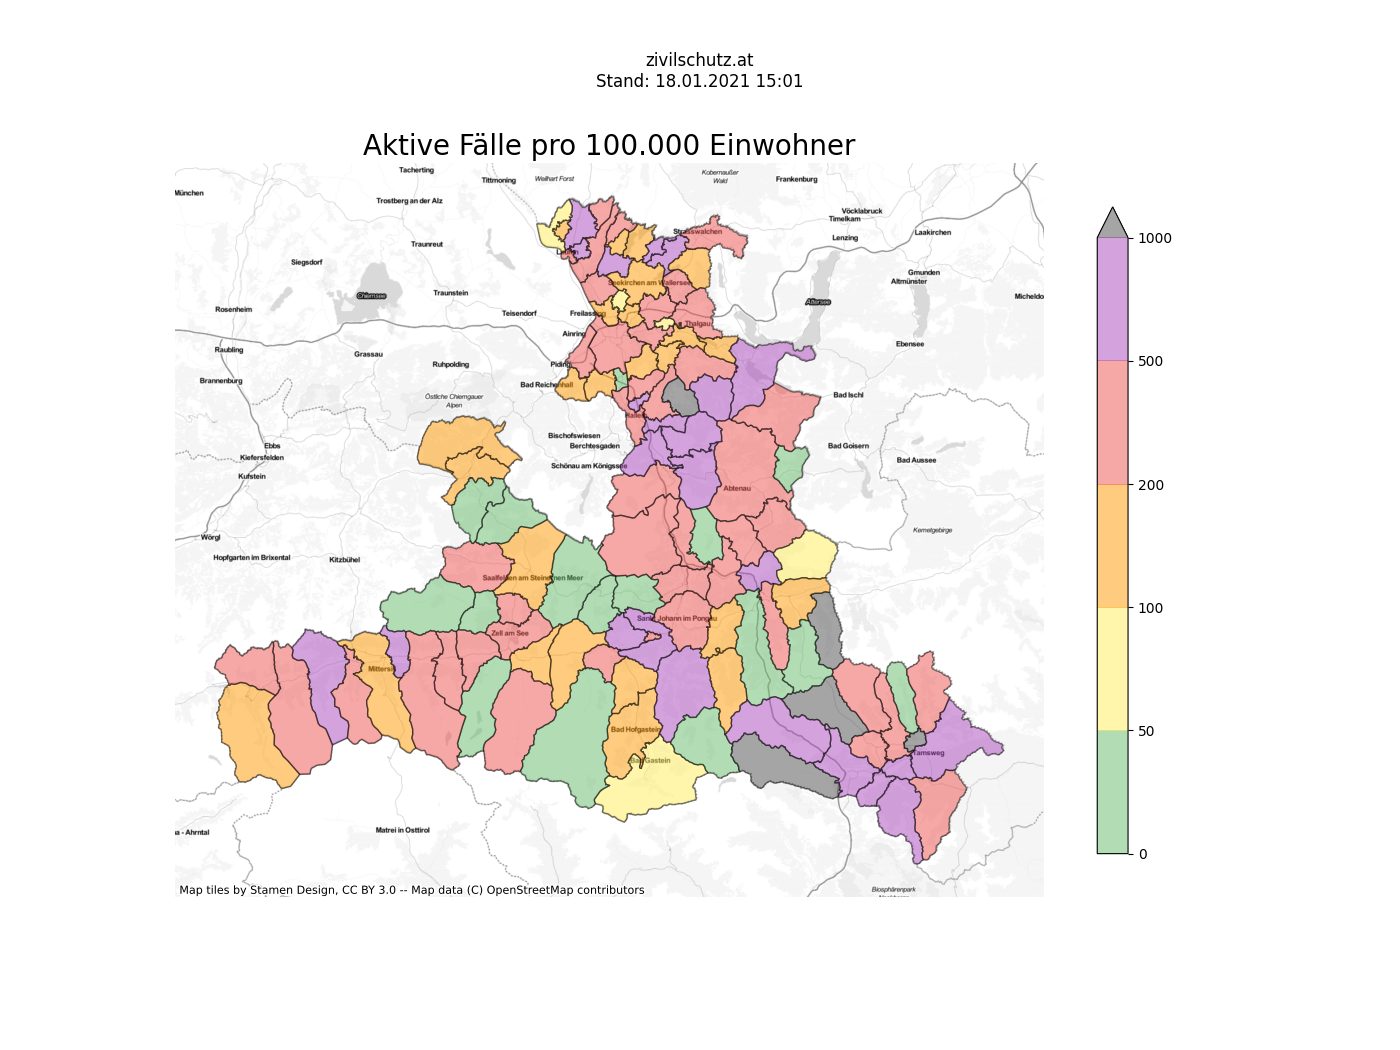 zivilschutz.at
Stand: 18.01.2021 15:01
Aktive Fälle pro 100.000 Einwohner
Tacherting
Tittmoning
Weilhart Forst
Kobernaußer
Wald
Frankenburg
München
Trostberg an der Alz
Vöcklabruck
Timelkam
Laakirchen
Strasswalchen
Lenzing
Traunreut
Siegsdorf
Gmunden
Altmünster
Seekirchen am Wallersee
Traunstein
Chiemsee
Attersee
Micheldo
Rosenheim
Teisendorf
Freilassing
Thalgau
Ainring
Ebensee
Raubling
Grassau
Ruhpolding
Piding
Brannenburg
Bad Reichenhall
Bad Ischl
Östliche Chiemgauer
Alpen
Hallein
Bischofswiesen
Berchtesgaden
Bad Goisern
Ebbs
Kiefersfelden
Schönau am Königssee
Bad Aussee
Kufstein
Abtenau
Kemetgebirge
Wörgl
Hopfgarten im Brixental
Kitzbühel
Saalfelden am Steinernen Meer
Sankt Johann im Pongau
Zell am See
Mittersill
Bad Hofgastein
Bad Gastein
Tamsweg
Matrei in Osttirol
a - Ahrntal
Biosphärenpark
Map tiles by Stamen Design, CC BY 3.0 -- Map data (C) OpenStreetMap contributors
1000
500
200
100
50
0